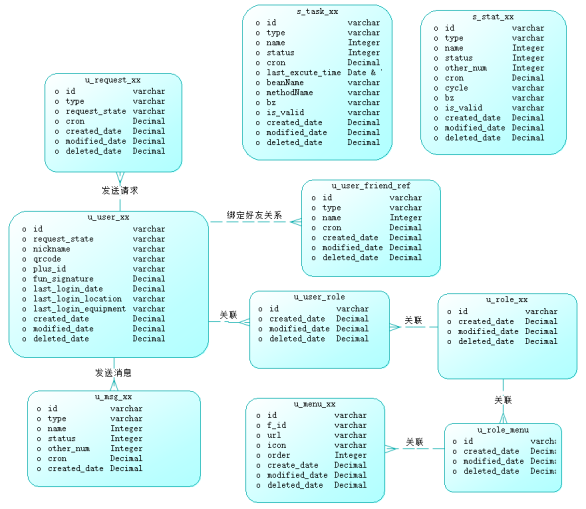 s_task_xx
o id varchar
o type varchar
o name Integer
o status Integer
o cron Decimal
o last_excute_time Date &
o beanName varchar
o methodName varchar
o bz varchar
o is_valid varchar
o created_date Decimal
o modified_date Decimal
o deleted_date Decimal
s_stat_xx
o id varchar
o type varchar
o name Integer
o status Integer
o other_num Integer
o cron Decimal
o cycle varchar
o bz varchar
o is_valid varchar
o created_date Decimal
o modified_date Decimal
o deleted_date Decimal
u_request_xx
o id varchar
o type varchar
o request_state varchar
o cron Decimal
o created_date Decimal
o modified_date Decimal
o deleted_date Decimal
发送请求
u_user_xx
o id varchar
o request_state varchar
o nickname varchar
o qrcode varchar
o plus_id varchar
o fun_signature Decimal
o last_login_date Decimal
o last_login_location varchar
o last_login_equipment varchar
o created_date Decimal
o modified_date Decimal
o deleted_date Decimal
绑定好友关系
u_user_friend_ref
o id varchar
o type varchar
o name Integer
o cron Decimal
o created_date Decimal
o modified_date Decimal
o deleted_date Decimal
关联
u_user_role
o id varchar
o created_date Decimal
o modified_date Decimal
o deleted_date Decimal
关联
u_role_xx
o id varchar
o created_date Decimal
o modified_date Decimal
o deleted_date Decimal
发送消息
u_msg_xx
o id varchar
o type varchar
o name Integer
o status Integer
o other_num Integer
o cron Decimal
o created_date Decimal
u_menu_xx
o id varchar
o f_id varchar
o url varchar
o icon varchar
o order Integer
o create_date Decimal
o modified_date Decimal
o deleted_date Decimal
关联
关联
u_role_menu
o id varcha
o created_date Decim
o modified_date Decim
o deleted_date Decim